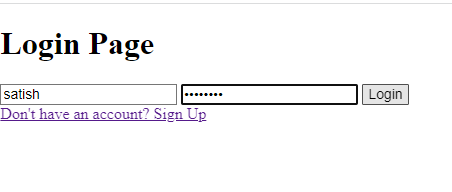 Login Page
satish •••••••• Login
Don't have an account? Sign Up